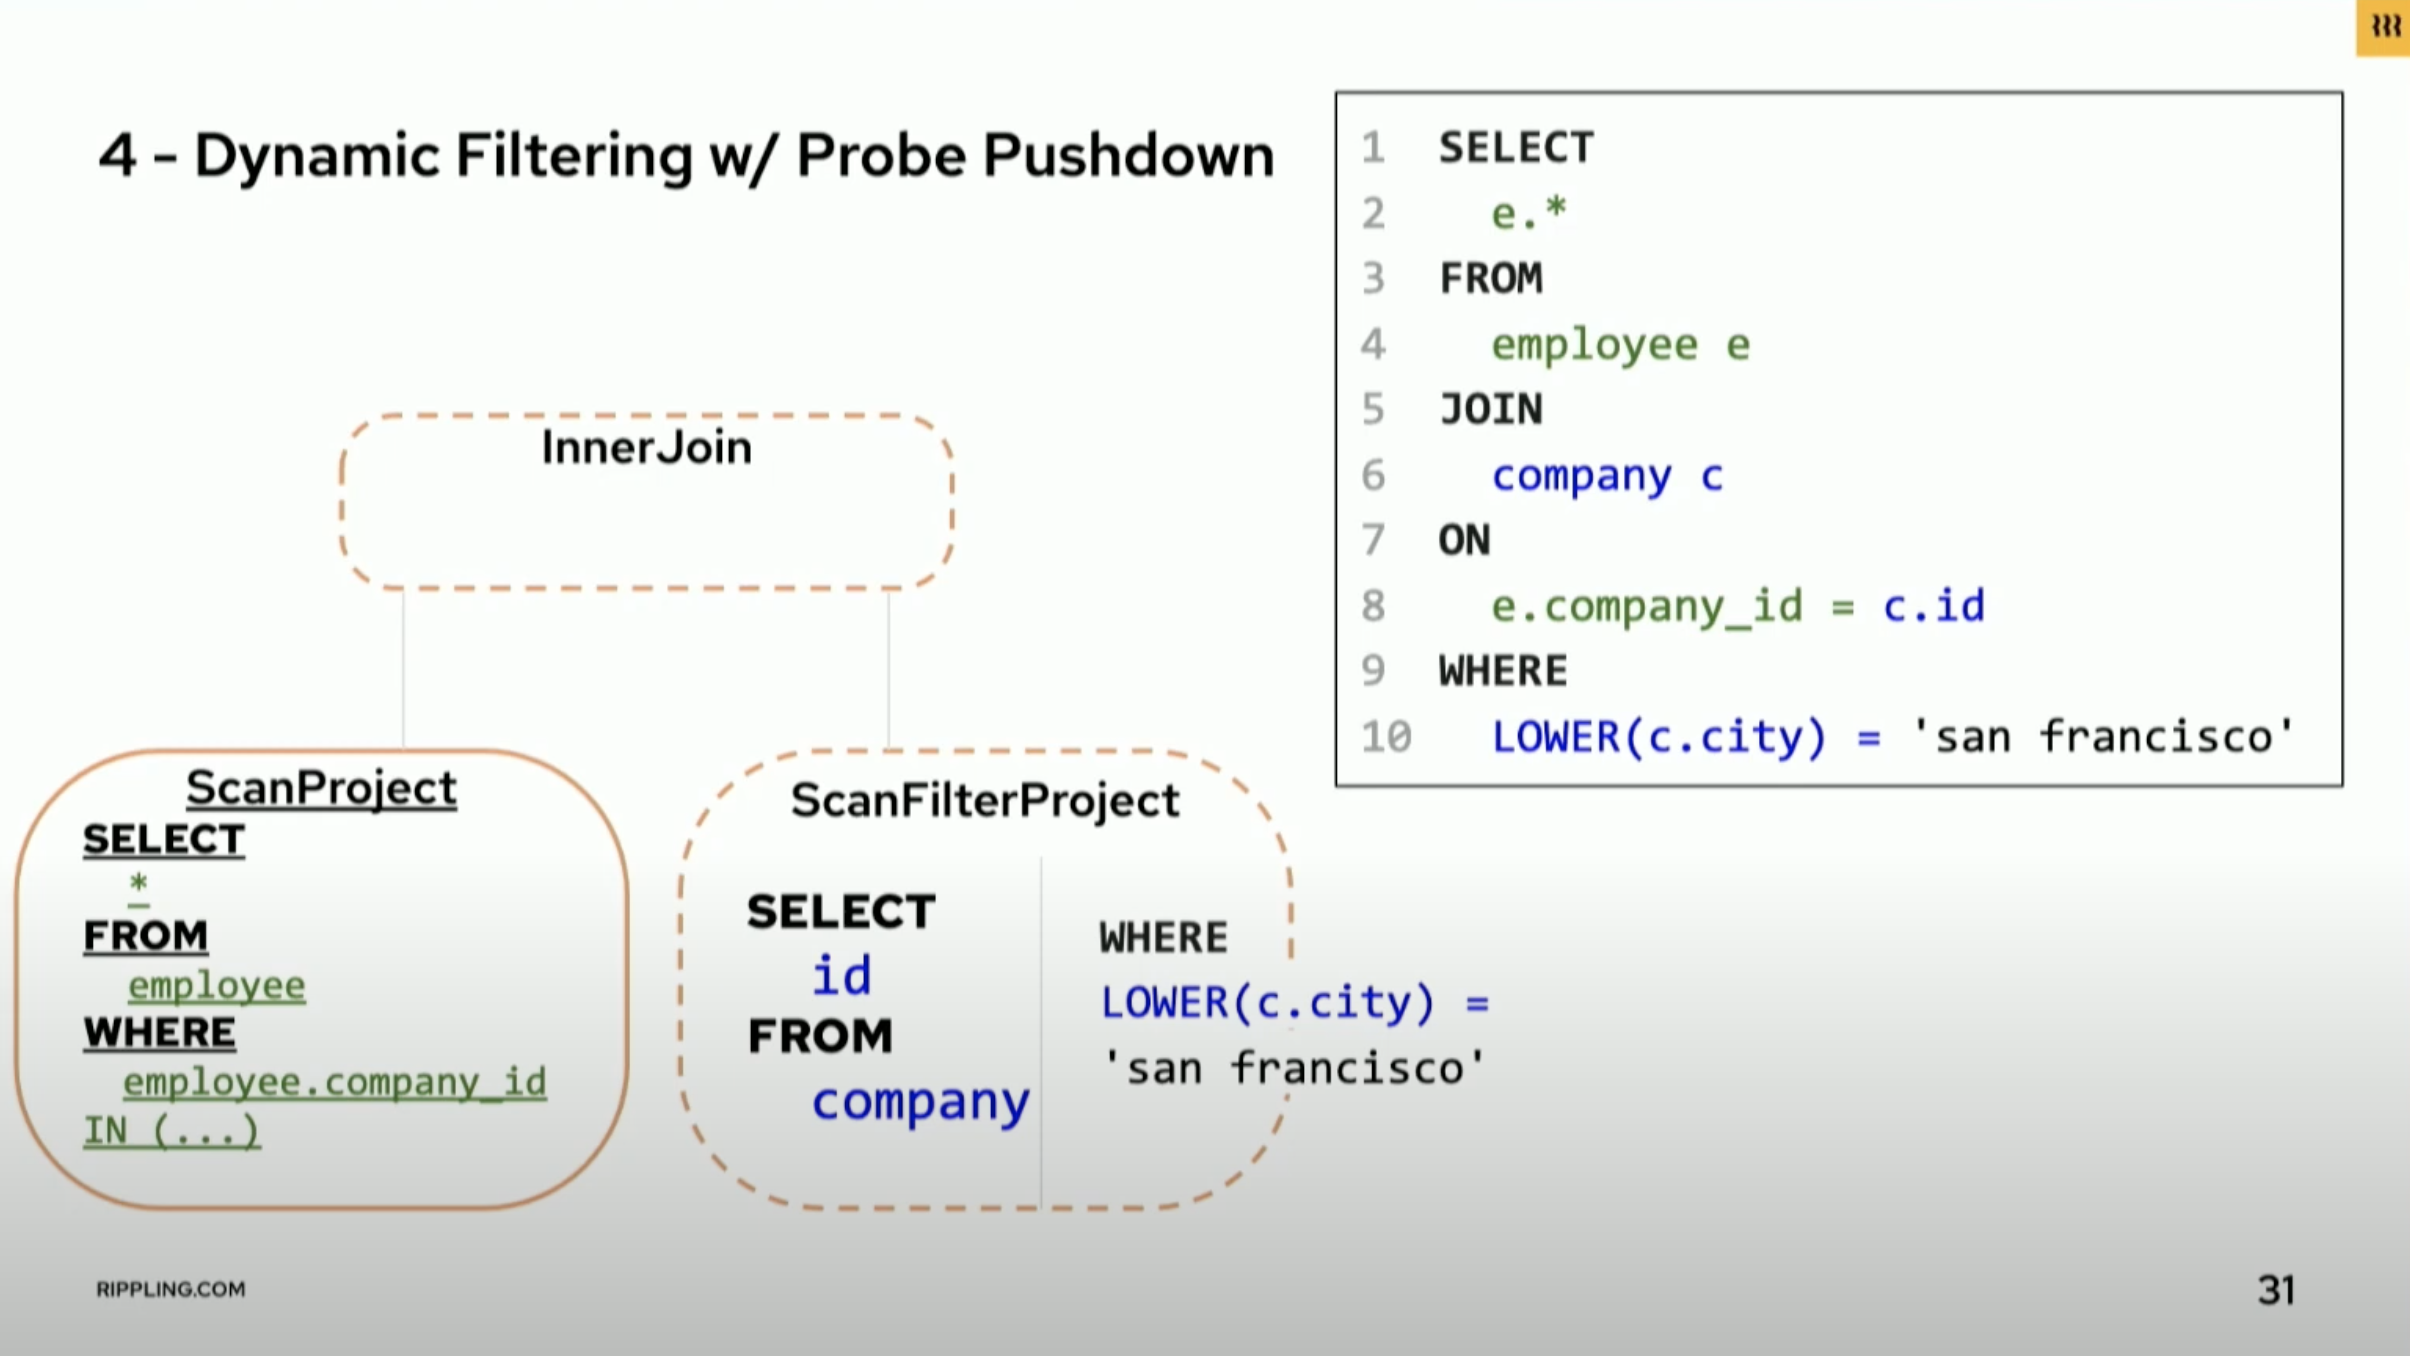 4 - Dynamic Filtering w/ Probe Pushdown
1 SELECT
2 e.*
3 FROM
4 employee e
5 JOIN
6 company c
7 ON
8 e.company_id = c.id
9 WHERE
10 LOWER(c.city) = 'san francisco'
InnerJoin
ScanProject
SELECT
*
FROM
employee
WHERE
employee.company_id
IN (...)
ScanFilterProject
SELECT
id
FROM
company
WHERE
LOWER(c.city) =
'san francisco'
RIPPLING.COM
31